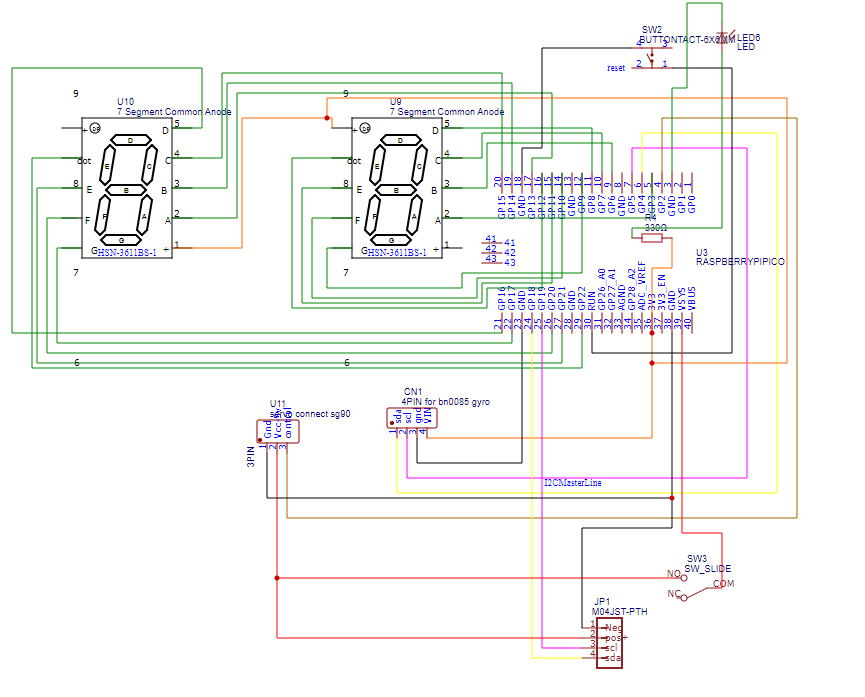 SW2
BUTTONTACT-6X6MM
4 3
2 1
reset
LED6
LED
9
U10
7 Segment Common Anode
+ DP
D 5
dot
C 4
8 E
B 3
F
A 2
G
+ 1
HSN-3611BS-1
7
6
D
E C
B
F A
G
9
U9
7 Segment Common Anode
+ DP
D 5
dot
C 4
8 E
B 3
F
A 2
G
+ 1
HSN-3611BS-1
7
6
D
E C
B
F A
G
20 19 18 17 16 15 14 13 12 11 10 9 8 7 6 5 4 3 2 1
GP15 GP14 GND GP13 GP12 GP11 GP10 GND GP9 GP8 GP7 GP6 GND GP5 GP4 GP3 GP2 GND GP1 GP0
R4
330Ω
41 41
42 42
43 43
U3
RASPBERRYPIPICO
GP16 GP17 GND GP18 GP19 GP20 GP21 GND GP22 RUN GP26_A0 GP27_A1 AGND GP28_A2 ADC_VREF 3V3 3V3_EN GND VSYS VBUS
21 22 23 24 25 26 27 28 29 30 31 32 33 34 35 36 37 38 39 40
CN1
4PIN for bn0085 gyro
sda scl gnd VIN
1 2 3 4
U11
servo connect sg90
Gnd Vcc control
1 2 3
3PIN
I2CMasterLine
SW3
SW_SLIDE
NO
COM
NC
JP1
M04JST-PTH
1 Neg
2 pos+
3 scl
4 sda